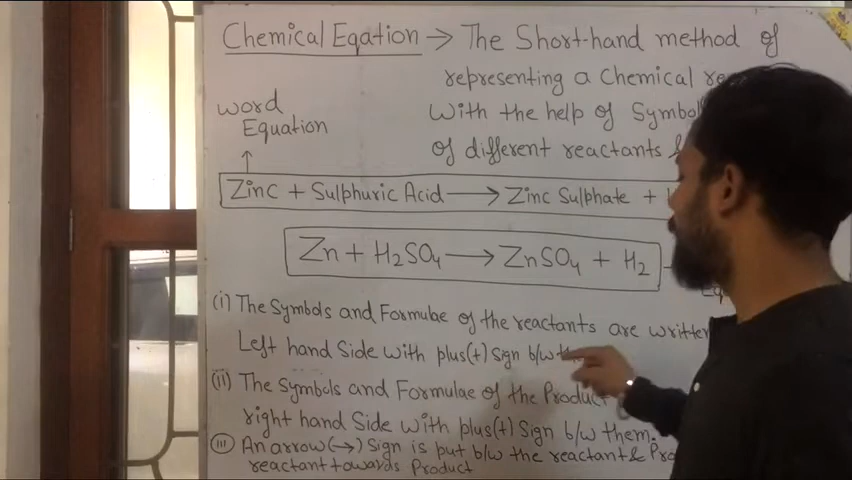 Chemical Eqation → The Short-hand method of
representing a Chemical
word
Equation
With the help of Symbol
of different reactants
↑
Zinc + Sulphuric Acid → Zinc Sulphate +
Zn + H₂SO₄ → ZnSO₄ + H₂
(i) The Symbols and Formulae of the reactants are written
Left hand Side with plus(+) Sign b/w
(ii) The Symbols and Formulae of the Product
right hand Side with plus(+) Sign b/w them.
(iii) An arrow (→) Sign is put b/w the reactant &
reactant towards Product